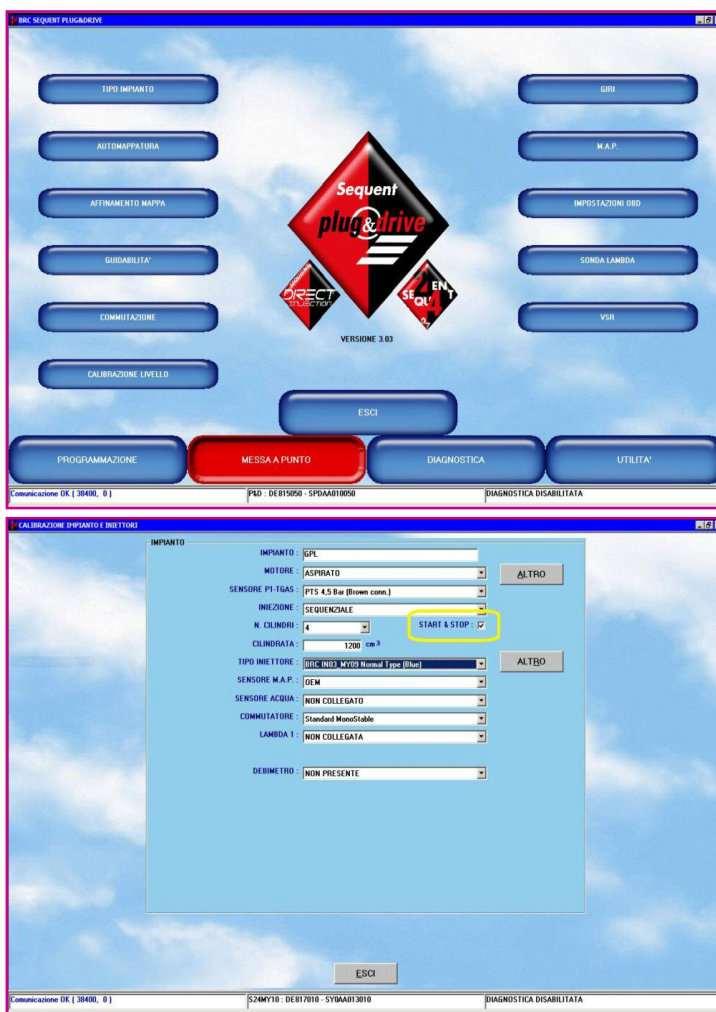 BRC SEQUENT PLUG&DRIVE
TIPO IMPIANTO
GIRI
AUTOMAPPATURA
M.A.P.
AFFINAMENTO MAPPA
IMPOSTAZIONI OBD
GUIDABILITA'
SONDA LAMBDA
COMMUTAZIONE
VSR
CALIBRAZIONE LIVELLO
Sequent
plug&drive
DIRECT
INJECTION
SEQUENT
24
VERSIONE 3.03
ESCI
PROGRAMMAZIONE
MESSA A PUNTO
DIAGNOSTICA
UTILITA'
Comunicazione OK ( 38400, 0 )
P&D : DE815050 - SPDAA010050
DIAGNOSTICA DISABILITATA
CALIBRAZIONE IMPIANTO E INIETTORI
IMPIANTO
IMPIANTO : GPL
MOTORE : ASPIRATO
ALTRO
SENSORE P1-TGAS : PTS 4,5 Bar (Brown conn.)
INIEZIONE : SEQUENZIALE
N. CILINDRI : 4
START & STOP :
CILINDRATA : 1200 cm³
TIPO INIETTORE : BRC IN03_MY09 Normal Type (Blue)
ALTRO
SENSORE M.A.P. : OEM
SENSORE ACQUA : NON COLLEGATO
COMMUTATORE : Standard MonoStable
LAMBDA 1 : NON COLLEGATA
DEBIMETRO : NON PRESENTE
ESCI
Comunicazione OK ( 38400, 0 )
S24MY10 : DE817010 - SY0AA013010
DIAGNOSTICA DISABILITATA